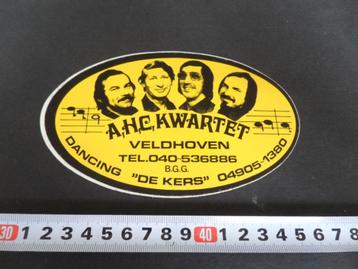 A.H.C. KWARTET
VELDHOVEN
TEL.040-536886
B.G.G.
DANCING "DE KERS" 04905-1380
30 1 2 3 4 5 6 7 8 9 40 1 2 3 4 5 6 7 8